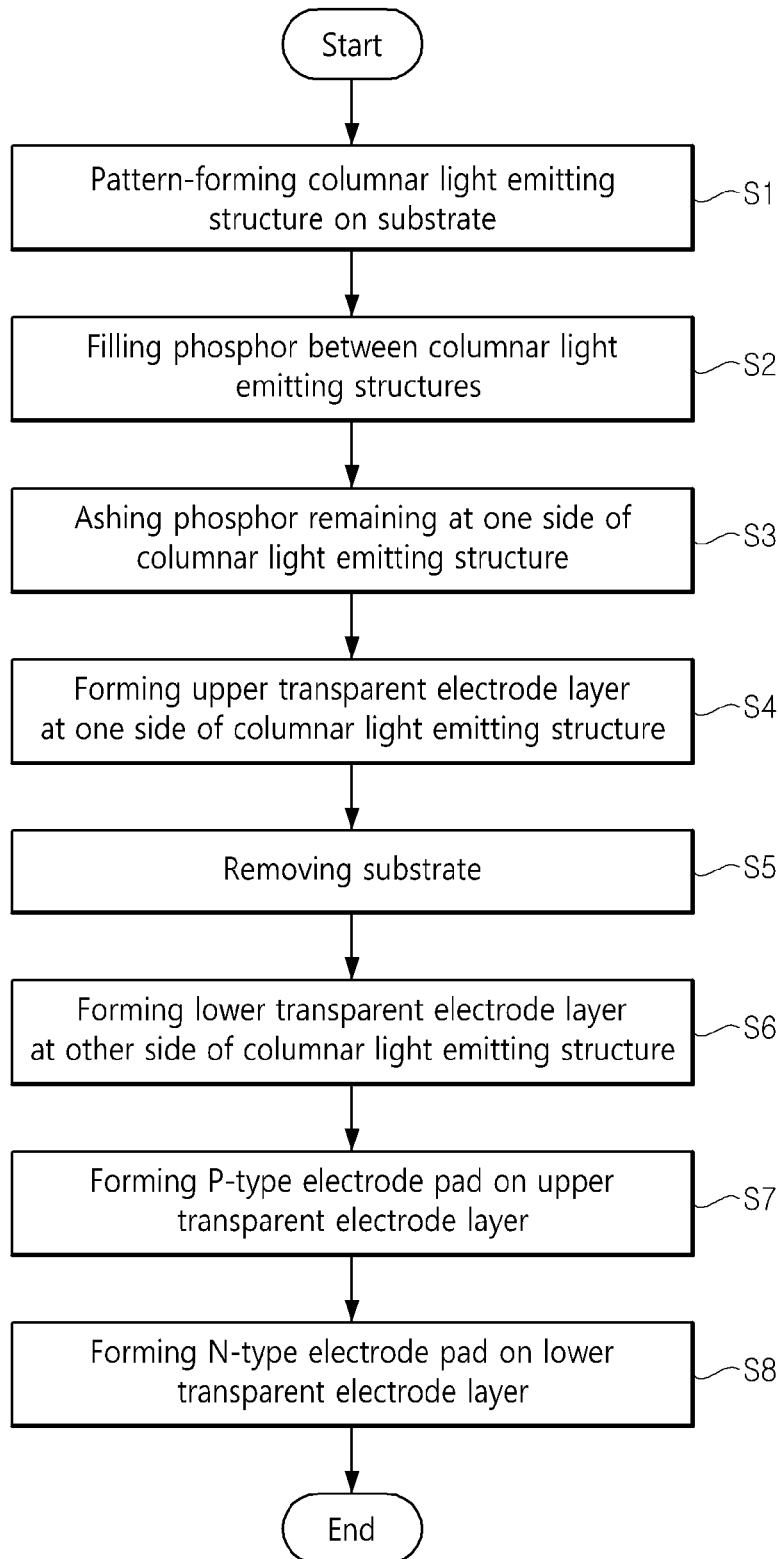 Start
Pattern-forming columnar light emitting
structure on substrate
S1
Filling phosphor between columnar light
emitting structures
S2
Ashing phosphor remaining at one side of
columnar light emitting structure
S3
Forming upper transparent electrode layer
at one side of columnar light emitting structure
S4
Removing substrate
S5
Forming lower transparent electrode layer
at other side of columnar light emitting structure
S6
Forming P-type electrode pad on upper
transparent electrode layer
S7
Forming N-type electrode pad on lower
transparent electrode layer
S8
End